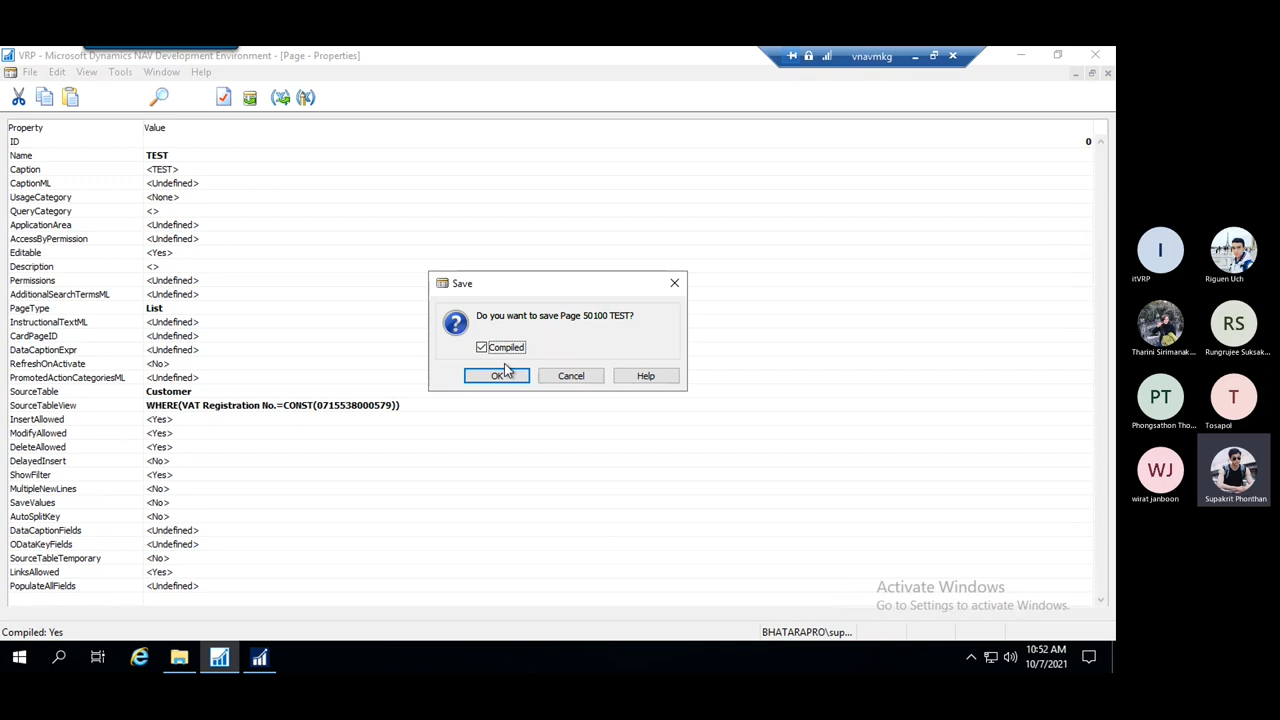 VRP - Microsoft Dynamics NAV Development Environment - [Page - Properties]
vnavmkg
File Edit View Tools Window Help
Property Value
ID 0
Name TEST
Caption <TEST>
CaptionML <Undefined>
UsageCategory <None>
QueryCategory <>
ApplicationArea <Undefined>
AccessByPermission <Undefined>
Editable <Yes>
Description <>
Permissions <Undefined>
AdditionalSearchTermsML <Undefined>
PageType List
InstructionalTextML <Undefined>
CardPageID <Undefined>
DataCaptionExpr <Undefined>
RefreshOnActivate <No>
PromotedActionCategoriesML <Undefined>
SourceTable Customer
SourceTableView WHERE(VAT Registration No.=CONST(0715538000579))
InsertAllowed <Yes>
ModifyAllowed <Yes>
DeleteAllowed <Yes>
DelayedInsert <No>
ShowFilter <Yes>
MultipleNewLines <No>
SaveValues <No>
AutoSplitKey <No>
DataCaptionFields <Undefined>
ODataKeyFields <Undefined>
SourceTableTemporary <No>
LinksAllowed <Yes>
PopulateAllFields <Undefined>
Save
Do you want to save Page 50100 TEST?
Compiled
OK Cancel Help
Activate Windows
Go to Settings to activate Windows.
Compiled: Yes
BHATARAPRO\sup...
10:52 AM
10/7/2021
I
itVRP
Riguen Uch
Tharini Sirimanak...
RS
Rungrujee Suksak...
PT
Phongsathon Tho...
T
Tosapol
WJ
wirat janboon
Supakrit Phonthan